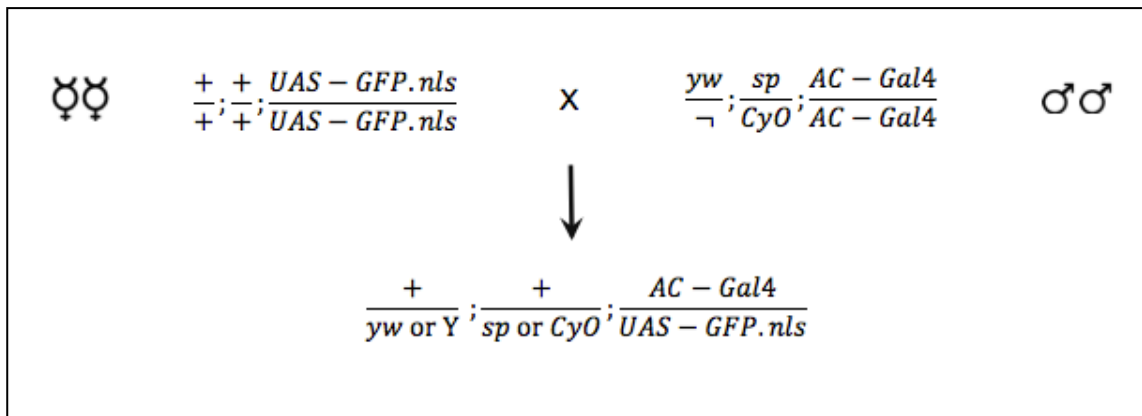 ☿☿ +/+ ; +/+ ; UAS − GFP.nls/UAS − GFP.nls X yw/¬ ; sp/CyO ; AC − Gal4/AC − Gal4 ♂♂
↓
+/yw or Y ; +/sp or CyO ; AC − Gal4/UAS − GFP.nls